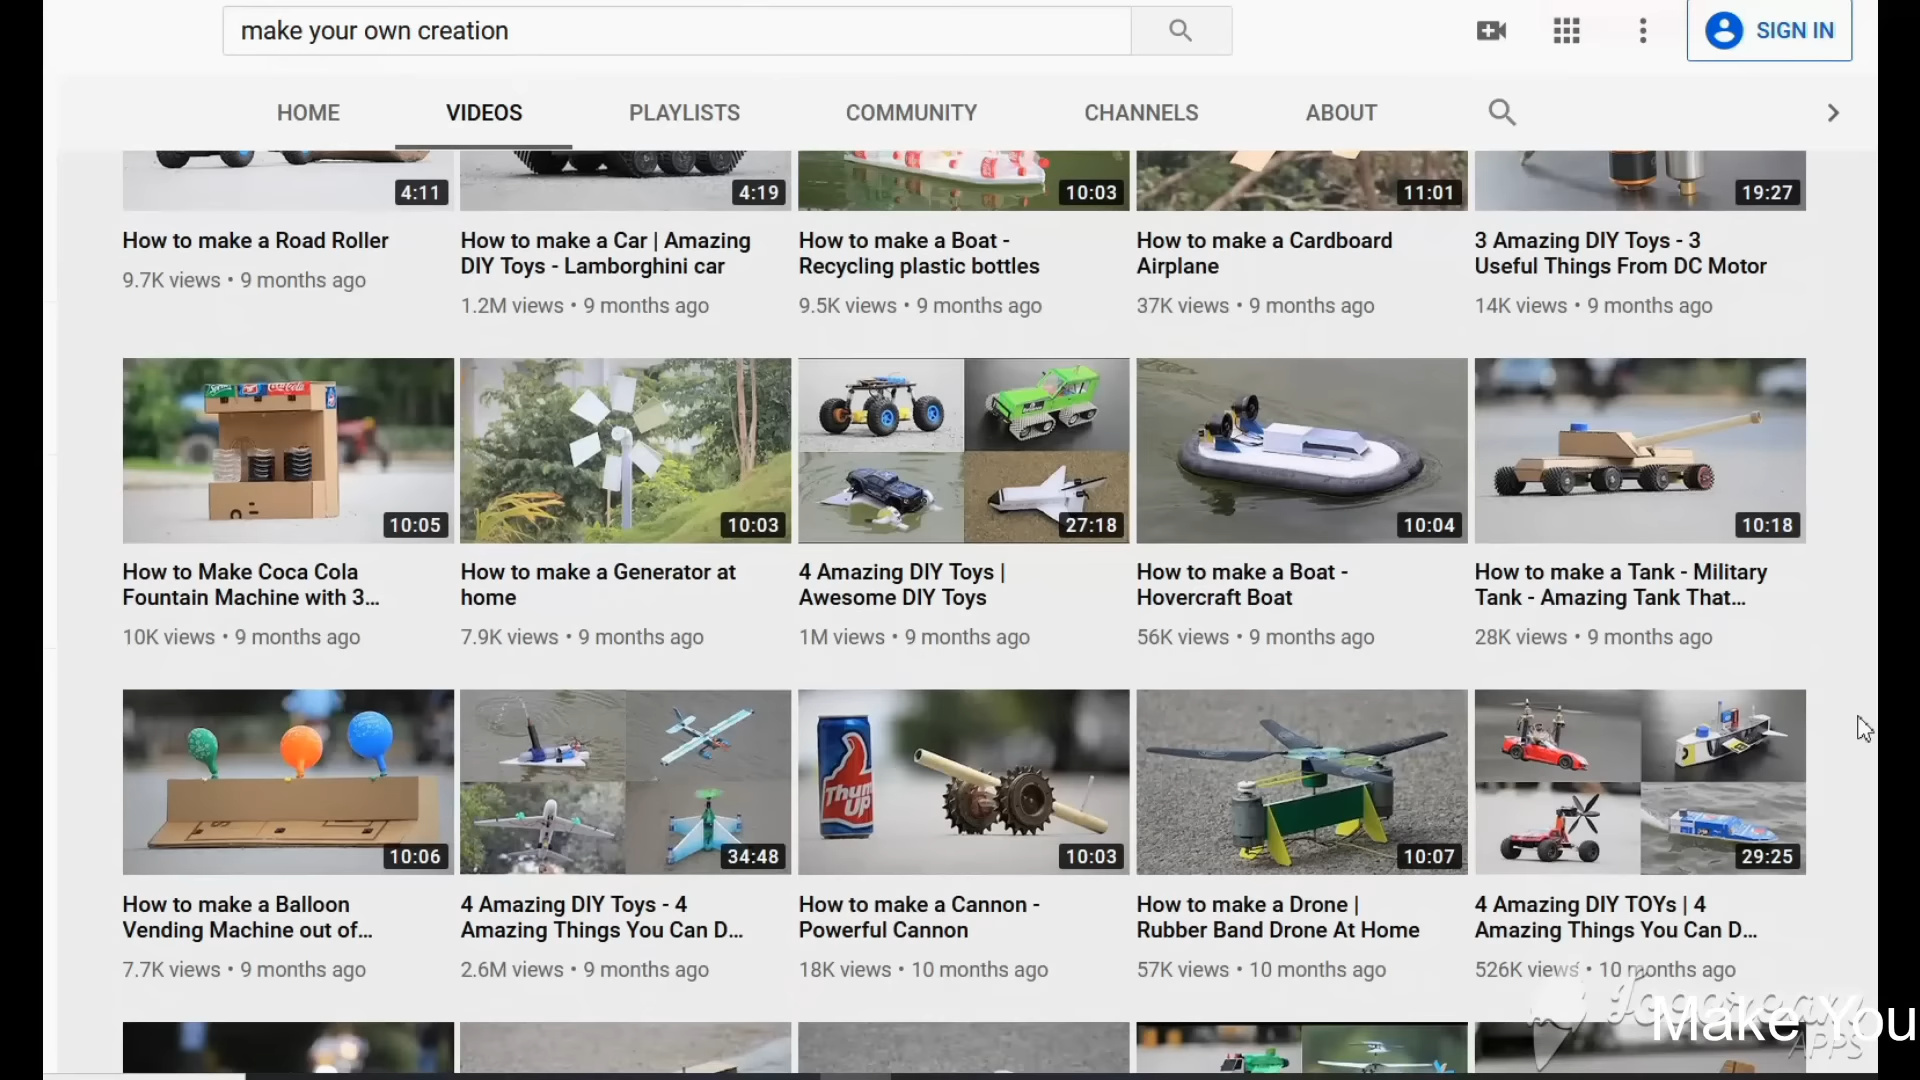 make your own creation
SIGN IN
HOME VIDEOS PLAYLISTS COMMUNITY CHANNELS ABOUT
4:11 4:19 10:03 11:01 19:27
How to make a Road Roller
9.7K views • 9 months ago
How to make a Car | Amazing
DIY Toys - Lamborghini car
1.2M views • 9 months ago
How to make a Boat -
Recycling plastic bottles
9.5K views • 9 months ago
How to make a Cardboard
Airplane
37K views • 9 months ago
3 Amazing DIY Toys - 3
Useful Things From DC Motor
14K views • 9 months ago
Coca-Cola
10:05 10:03 27:18 10:04 10:18
How to Make Coca Cola
Fountain Machine with 3...
10K views • 9 months ago
How to make a Generator at
home
7.9K views • 9 months ago
4 Amazing DIY Toys |
Awesome DIY Toys
1M views • 9 months ago
How to make a Boat -
Hovercraft Boat
56K views • 9 months ago
How to make a Tank - Military
Tank - Amazing Tank That...
28K views • 9 months ago
Thum
Up
10:06 34:48 10:03 10:07 29:25
How to make a Balloon
Vending Machine out of...
7.7K views • 9 months ago
4 Amazing DIY Toys - 4
Amazing Things You Can D...
2.6M views • 9 months ago
How to make a Cannon -
Powerful Cannon
18K views • 10 months ago
How to make a Drone |
Rubber Band Drone At Home
57K views • 10 months ago
4 Amazing DIY TOYs | 4
Amazing Things You Can D...
526K views • 10 months ago
Make You
APPS